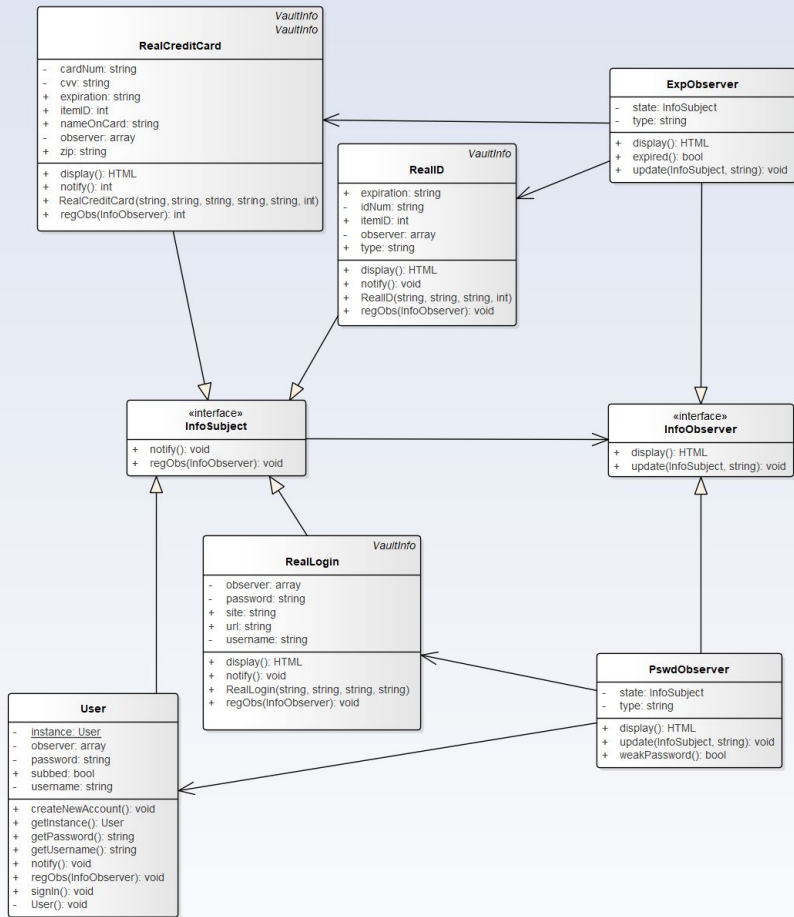 VaultInfo
VaultInfo
RealCreditCard
- cardNum: string
- cvv: string
+ expiration: string
+ itemID: int
+ nameOnCard: string
- observer: array
+ zip: string
+ display(): HTML
+ notify(): int
+ RealCreditCard(string, string, string, string, string, int)
+ regObs(InfoObserver): int
ExpObserver
- state: InfoSubject
- type: string
+ display(): HTML
+ expired(): bool
+ update(InfoSubject, string): void
VaultInfo
RealID
+ expiration: string
- idNum: string
+ itemID: int
- observer: array
+ type: string
+ display(): HTML
+ notify(): void
+ RealID(string, string, string, int)
+ regObs(InfoObserver): void
«interface»
InfoSubject
+ notify(): void
+ regObs(InfoObserver): void
«interface»
InfoObserver
+ display(): HTML
+ update(InfoSubject, string): void
VaultInfo
RealLogin
- observer: array
- password: string
+ site: string
+ url: string
- username: string
+ display(): HTML
+ notify(): void
+ RealLogin(string, string, string, string)
+ regObs(InfoObserver): void
PswdObserver
- state: InfoSubject
- type: string
+ display(): HTML
+ update(InfoSubject, string): void
+ weakPassword(): bool
User
- instance: User
- observer: array
- password: string
+ subbed: bool
- username: string
+ createNewAccount(): void
+ getInstance(): User
+ getPassword(): string
+ getUsername(): string
+ notify(): void
+ regObs(InfoObserver): void
+ signIn(): void
- User(): void